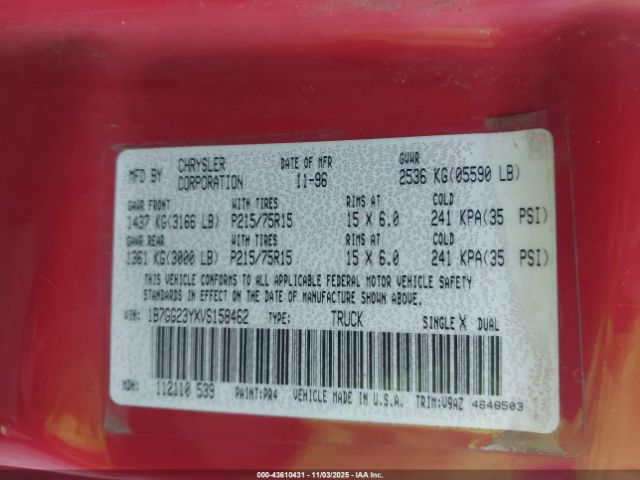 MFD BY CHRYSLER CORPORATION DATE OF MFR 11-96 GVWR 2536 KG(05590 LB)
GAWR FRONT WITH TIRES RIMS AT COLD
1437 KG(3166 LB) P215/75R15 15 X 6.0 241 KPA(35 PSI)
GAWR REAR WITH TIRES RIMS AT COLD
1361 KG(3000 LB) P215/75R15 15 X 6.0 241 KPA(35 PSI)
THIS VEHICLE CONFORMS TO ALL APPLICABLE FEDERAL MOTOR VEHICLE SAFETY
STANDARDS IN EFFECT ON THE DATE OF MANUFACTURE SHOWN ABOVE.
VIN: 1B7GG23YXVS158462 TYPE: TRUCK SINGLE X DUAL
MDH: 112110 539 PAINT:PR4 VEHICLE MADE IN U.S.A. TRIM:V9AZ 4648503
000-43610431 - 11/03/2025 - IAAI.COM